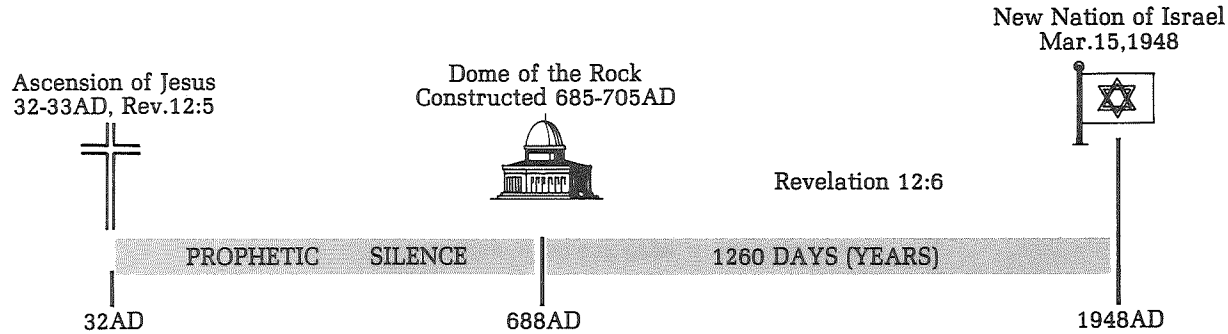 New Nation of Israel
Mar.15,1948
Ascension of Jesus
32-33AD, Rev.12:5
Dome of the Rock
Constructed 685-705AD
Revelation 12:6
PROPHETIC SILENCE
1260 DAYS (YEARS)
32AD
688AD
1948AD